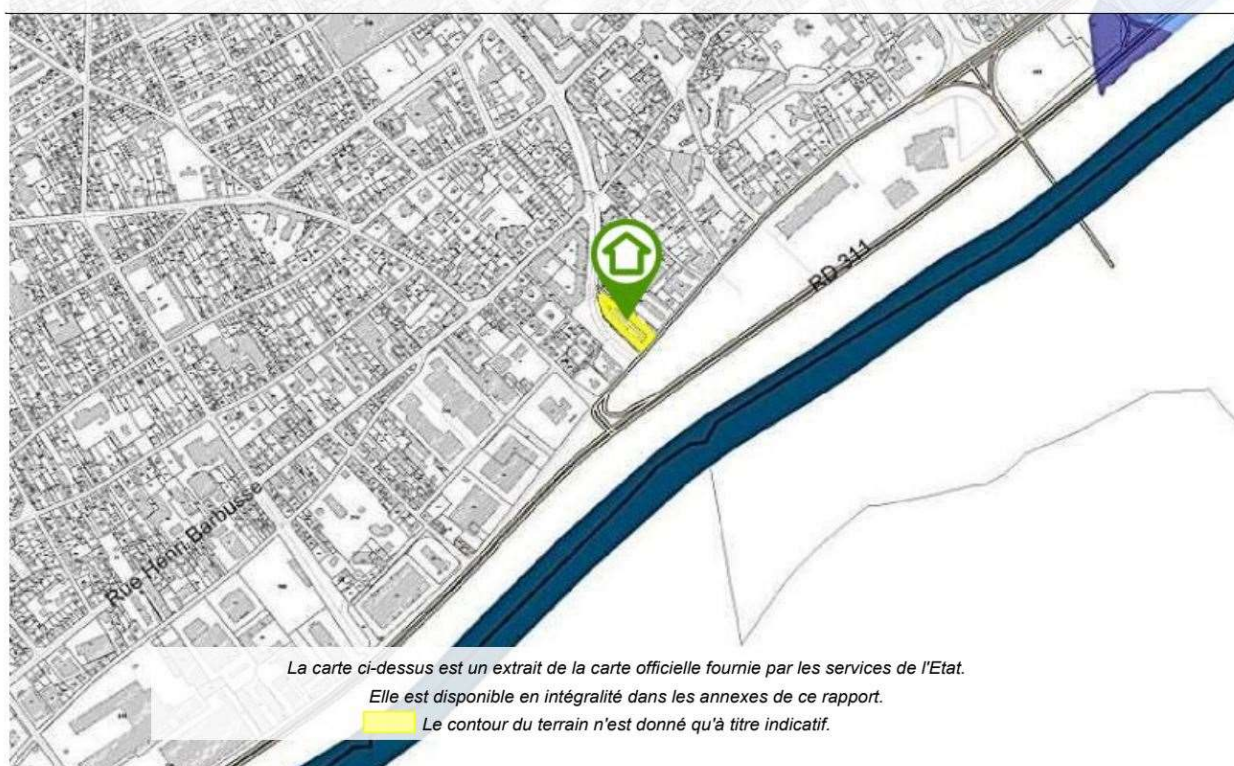 RD 311
Rue Henri Barbusse
La carte ci-dessus est un extrait de la carte officielle fournie par les services de l'Etat.
Elle est disponible en intégralité dans les annexes de ce rapport.
Le contour du terrain n'est donné qu'à titre indicatif.